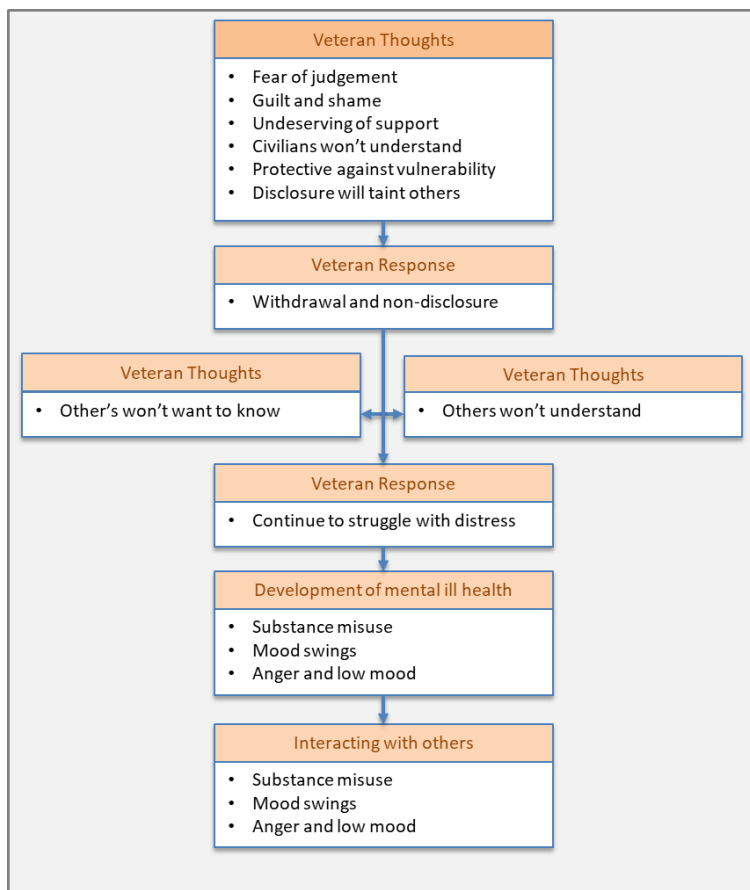 Veteran Thoughts
• Fear of judgement
• Guilt and shame
• Undeserving of support
• Civilians won’t understand
• Protective against vulnerability
• Disclosure will taint others
Veteran Response
• Withdrawal and non-disclosure
Veteran Thoughts
• Other’s won’t want to know
Veteran Thoughts
• Others won’t understand
Veteran Response
• Continue to struggle with distress
Development of mental ill health
• Substance misuse
• Mood swings
• Anger and low mood
Interacting with others
• Substance misuse
• Mood swings
• Anger and low mood